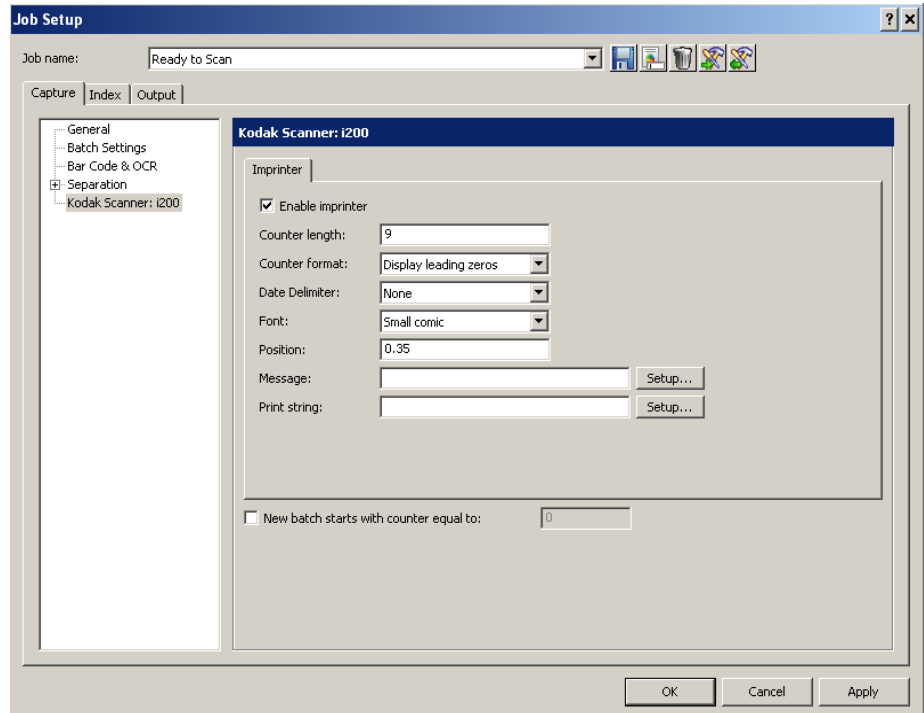 Job Setup
Job name: Ready to Scan
Capture Index Output
General
Batch Settings
Bar Code & OCR
Separation
Kodak Scanner: i200
Kodak Scanner: i200
Imprinter
Enable imprinter
Counter length: 9
Counter format: Display leading zeros
Date Delimiter: None
Font: Small comic
Position: 0.35
Message: Setup...
Print string: Setup...
New batch starts with counter equal to: 0
OK Cancel Apply